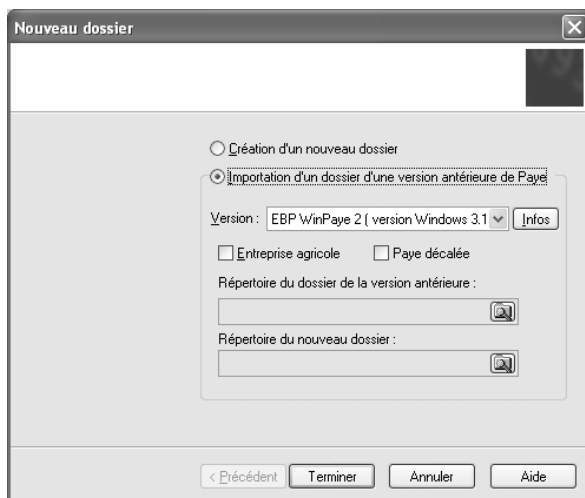 Nouveau dossier
Création d'un nouveau dossier
Importation d'un dossier d'une version antérieure de Paye
Version : EBP WinPaye 2 ( version Windows 3.1 Infos
Entreprise agricole Paye décalée
Répertoire du dossier de la version antérieure :
Répertoire du nouveau dossier :
< Précédent Terminer Annuler Aide